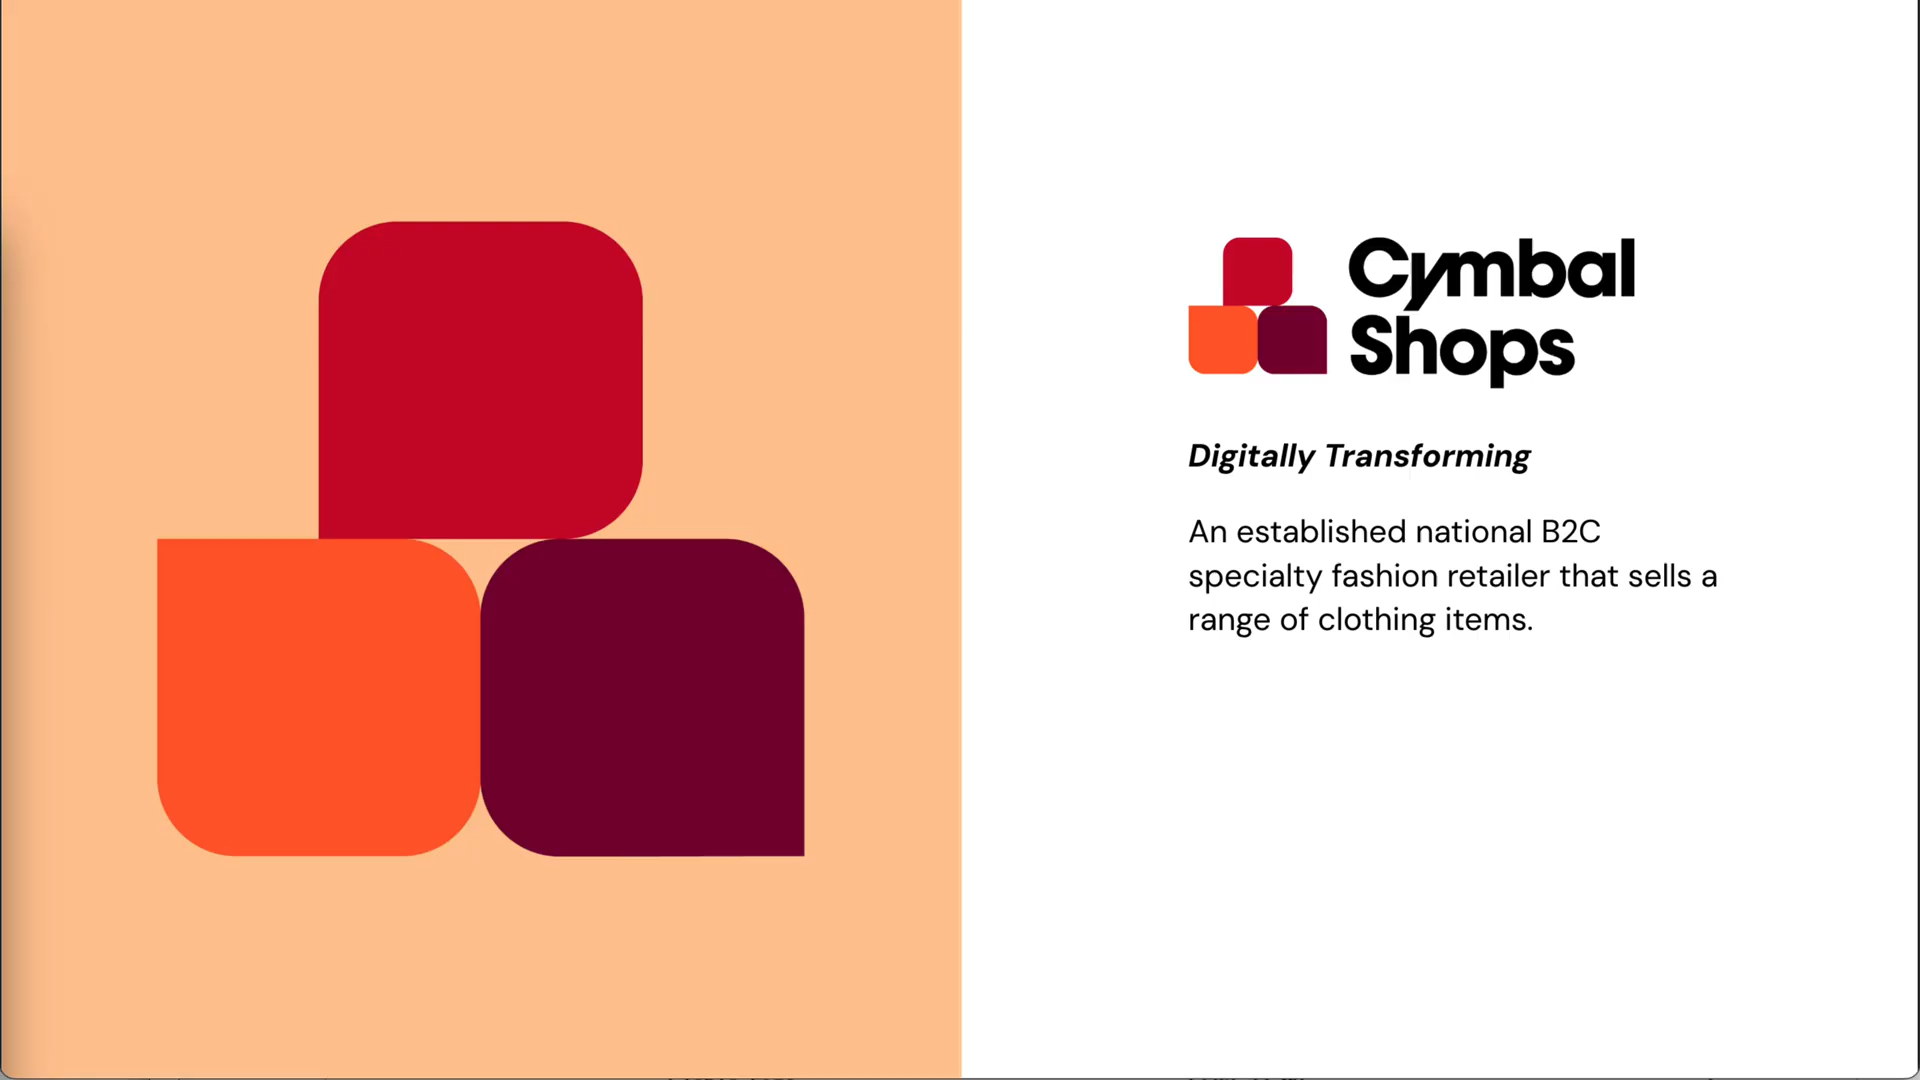 Cymbal
Shops
Digitally Transforming
An established national B2C
specialty fashion retailer that sells a
range of clothing items.